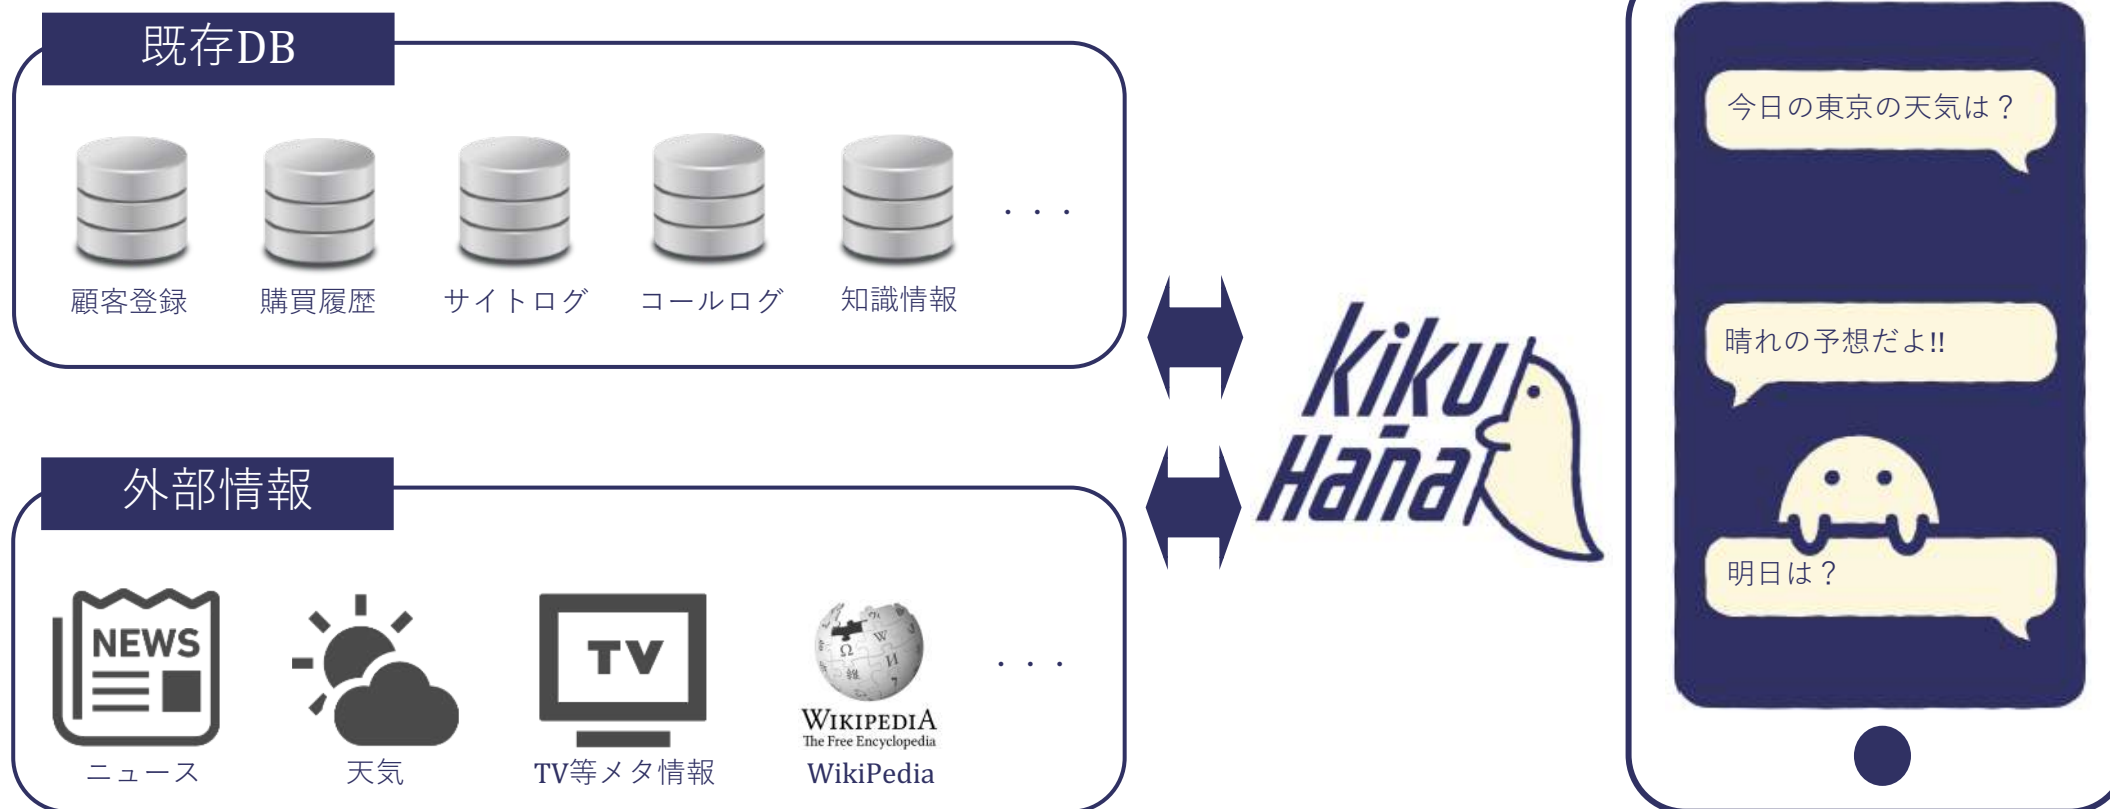 既存DB
顧客登録
購買履歴
サイトログ
コールログ
知識情報
・・・
外部情報
NEWS
ニュース
天気
TV
TV等メタ情報
Ω
W
И
WIKIPEDIA
The Free Encyclopedia
WikiPedia
・・・
kiku
Hana
今日の東京の天気は？
晴れの予想だよ!!
明日は？